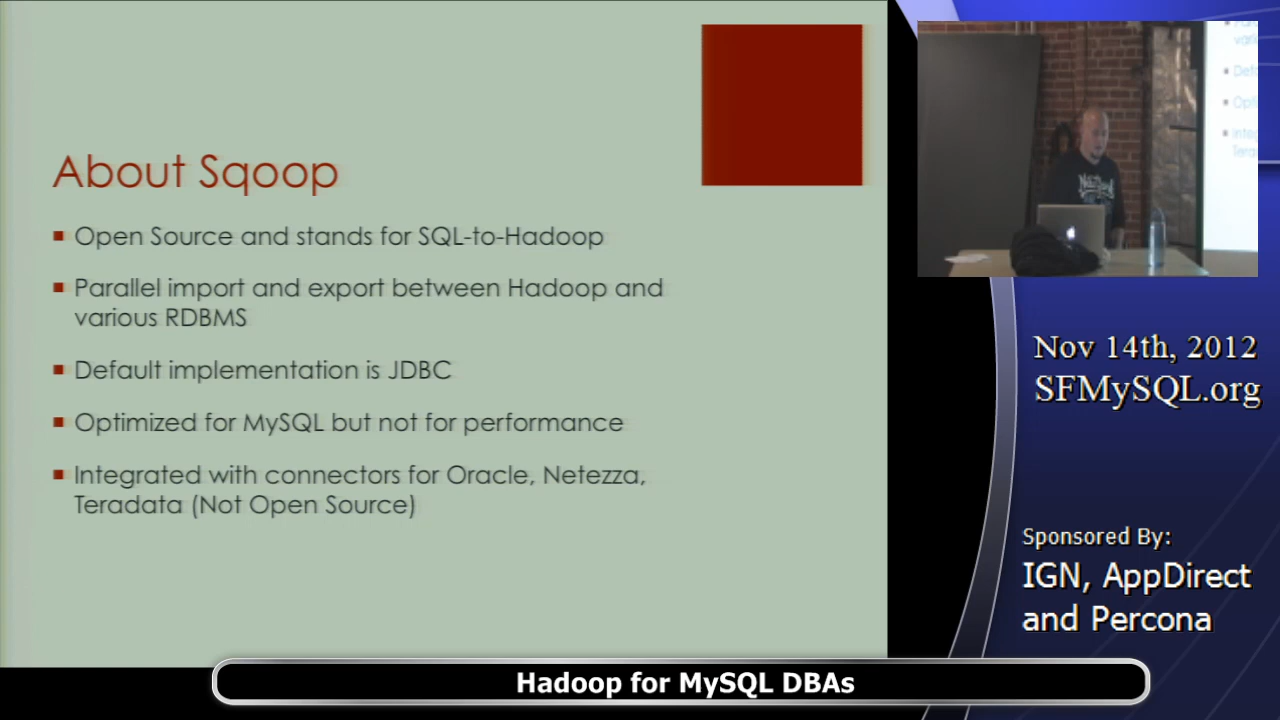 About Sqoop
Open Source and stands for SQL-to-Hadoop
Parallel import and export between Hadoop and
various RDBMS
Default implementation is JDBC
Optimized for MySQL but not for performance
Integrated with connectors for Oracle, Netezza,
Teradata (Not Open Source)
Nov 14th, 2012
SFMySQL.org
Sponsored By:
IGN, AppDirect
and Percona
Hadoop for MySQL DBAs